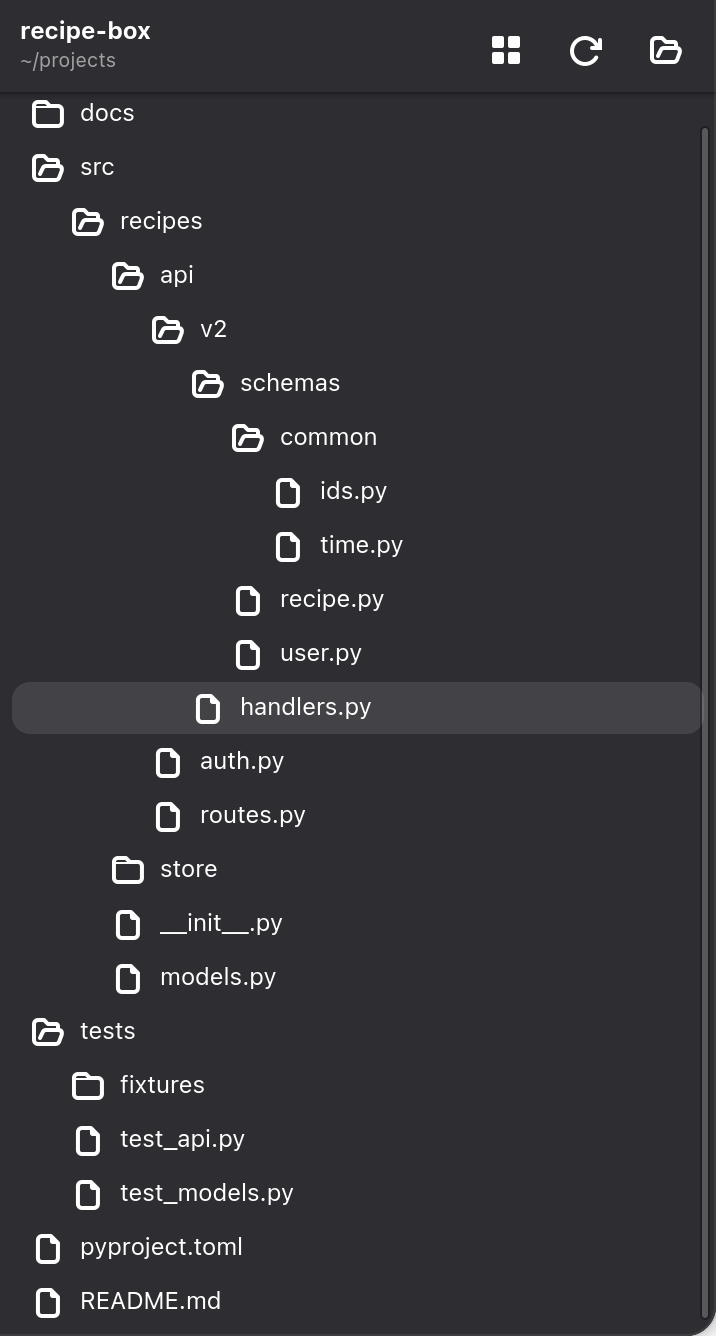 recipe-box
~/projects
docs
src
recipes
api
v2
schemas
common
ids.py
time.py
recipe.py
user.py
handlers.py
auth.py
routes.py
store
__init__.py
models.py
tests
fixtures
test_api.py
test_models.py
pyproject.toml
README.md